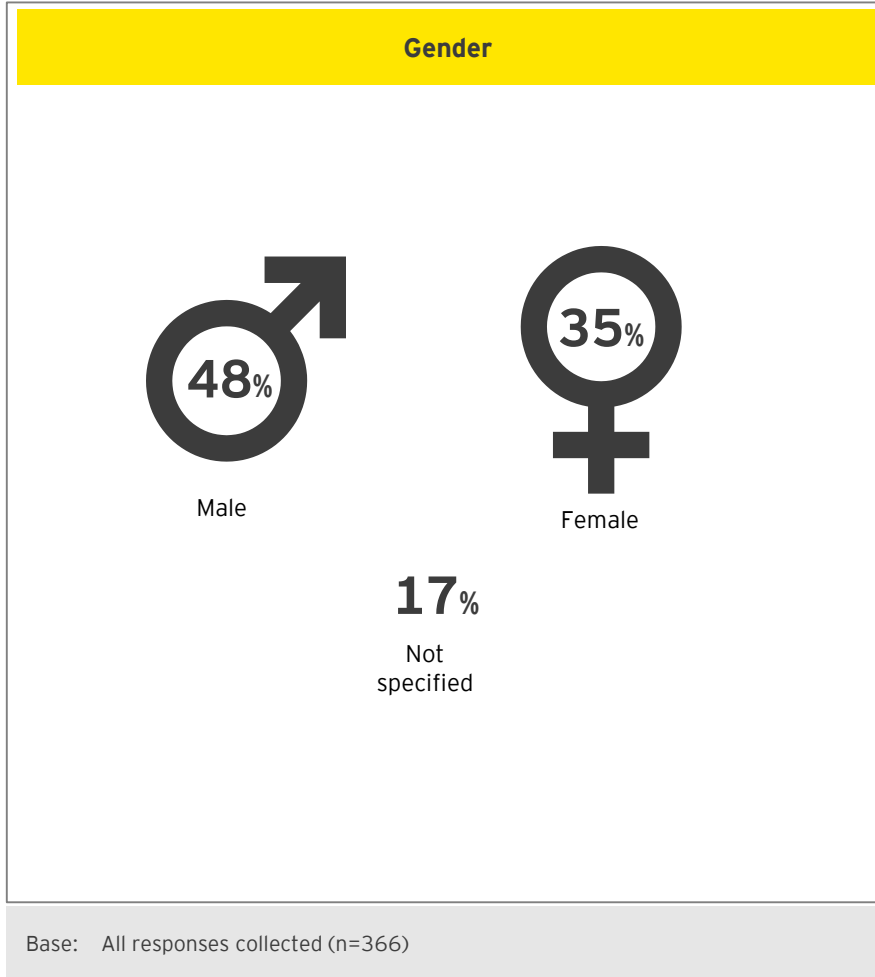 Gender
48%
35%
Male
Female
17%
Not
specified
Base: All responses collected (n=366)